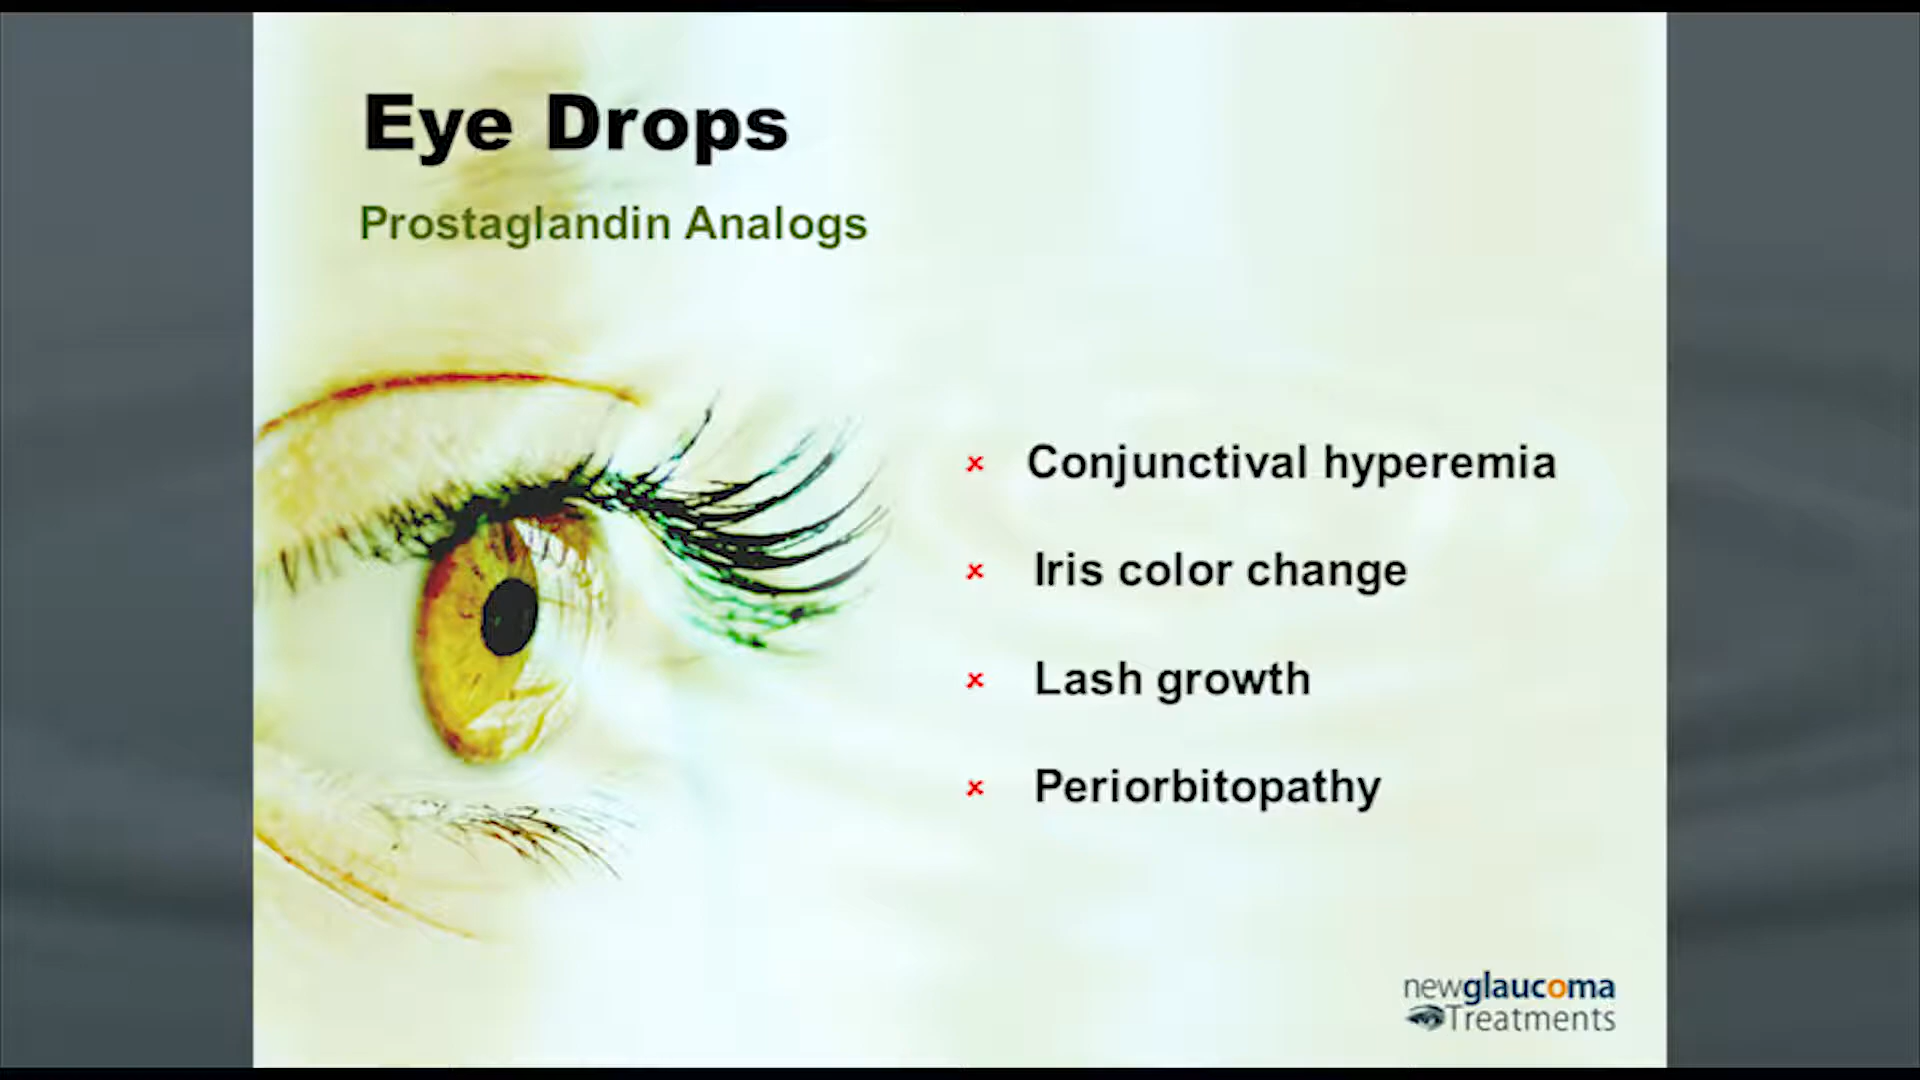 Eye Drops
Prostaglandin Analogs
Conjunctival hyperemia
Iris color change
Lash growth
Periorbitopathy
newglaucoma
Treatments